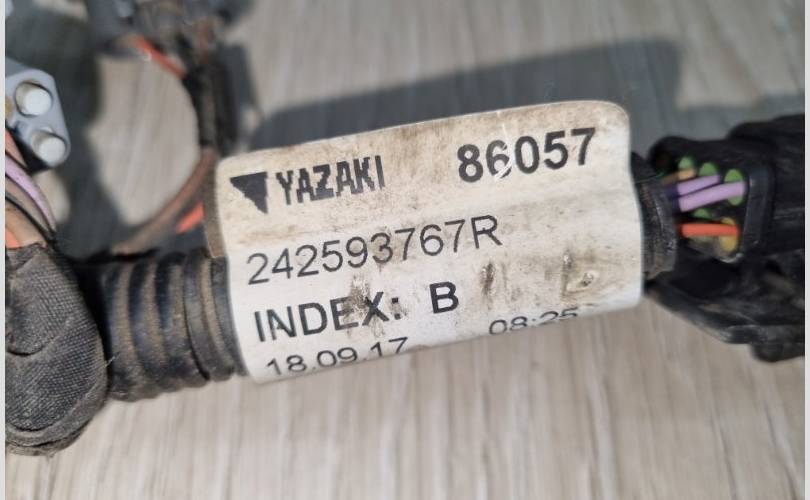 YAZAKI 86057
242593767R
INDEX: B
18.09.17 08:25